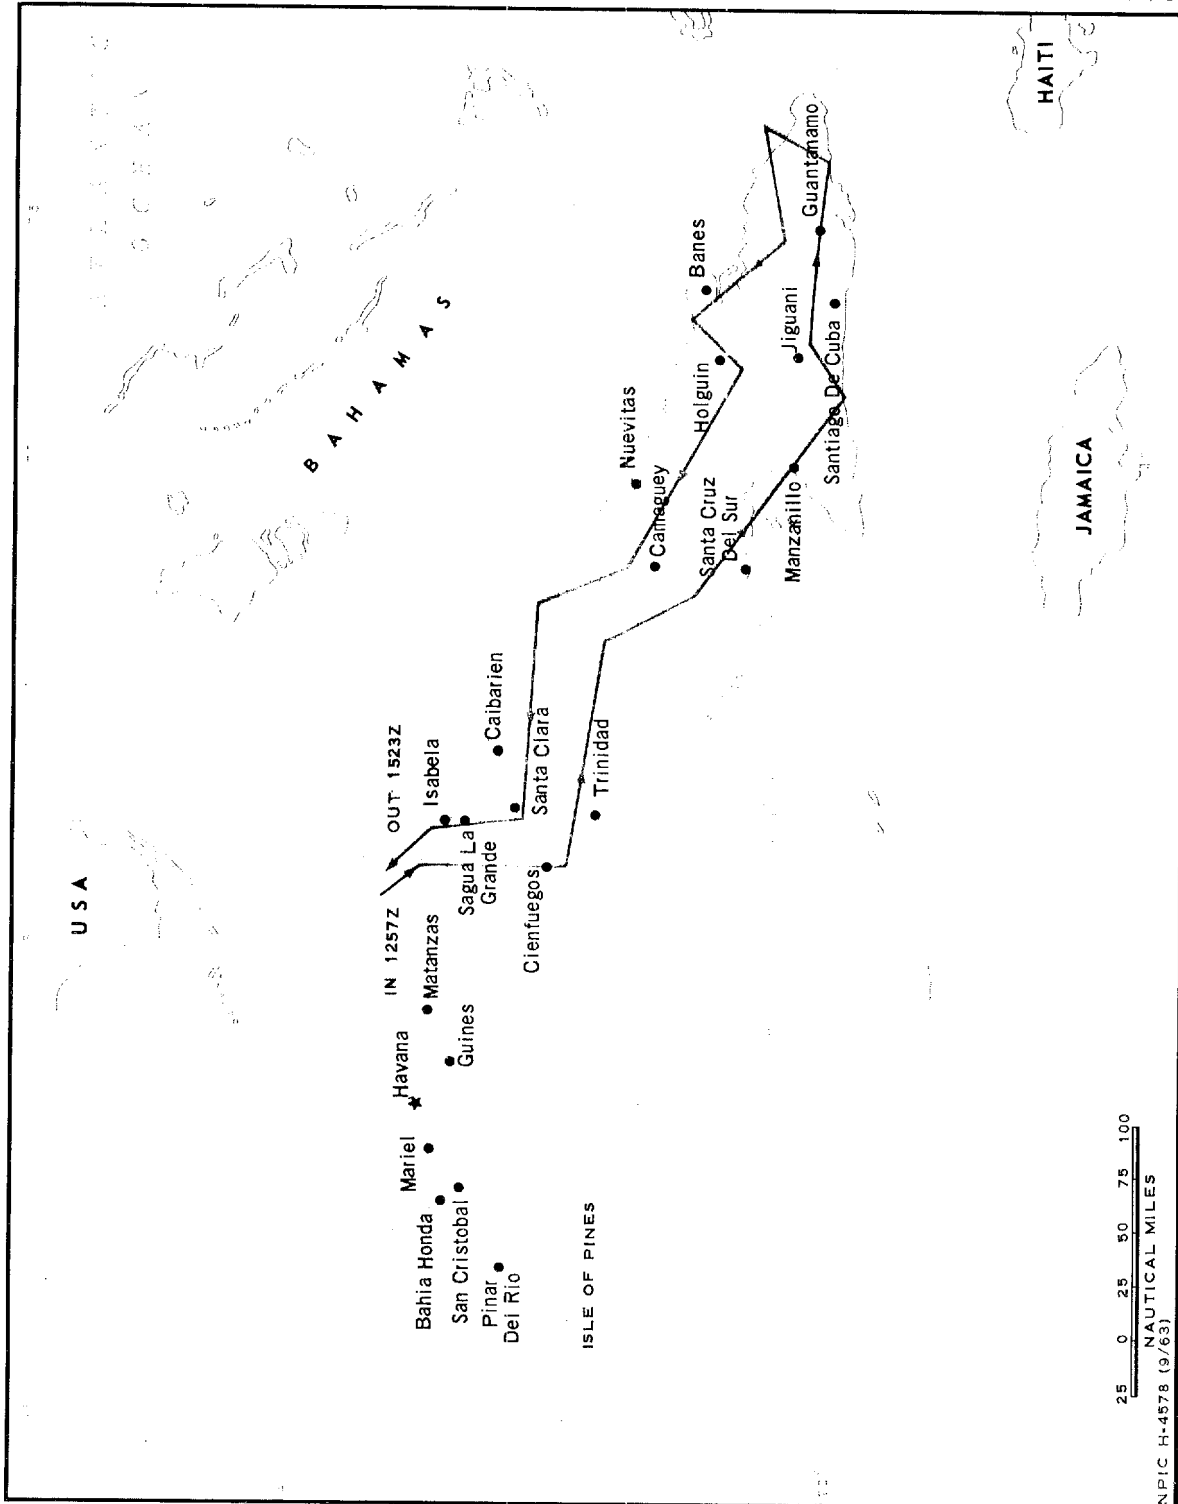 ATLANTIC
OCEAN
USA
BAHAMAS
HAITI
IN 1257Z
OUT 1523Z
Havana
Mariel
Matanzas
Isabela
Bahia Honda
Guines
Sagua La
Grande
San Cristobal
Caibarien
Pinar
Del Rio
Santa Clara
Cienfuegos
Trinidad
ISLE OF PINES
Nuevitas
Camaguey
Banes
Holguin
Santa Cruz
Del Sur
Jiguani
Guantanamo
Manzanillo
Santiago De Cuba
JAMAICA
25 0 25 50 75 100
NAUTICAL MILES
NPIC H-4578 (9/63)